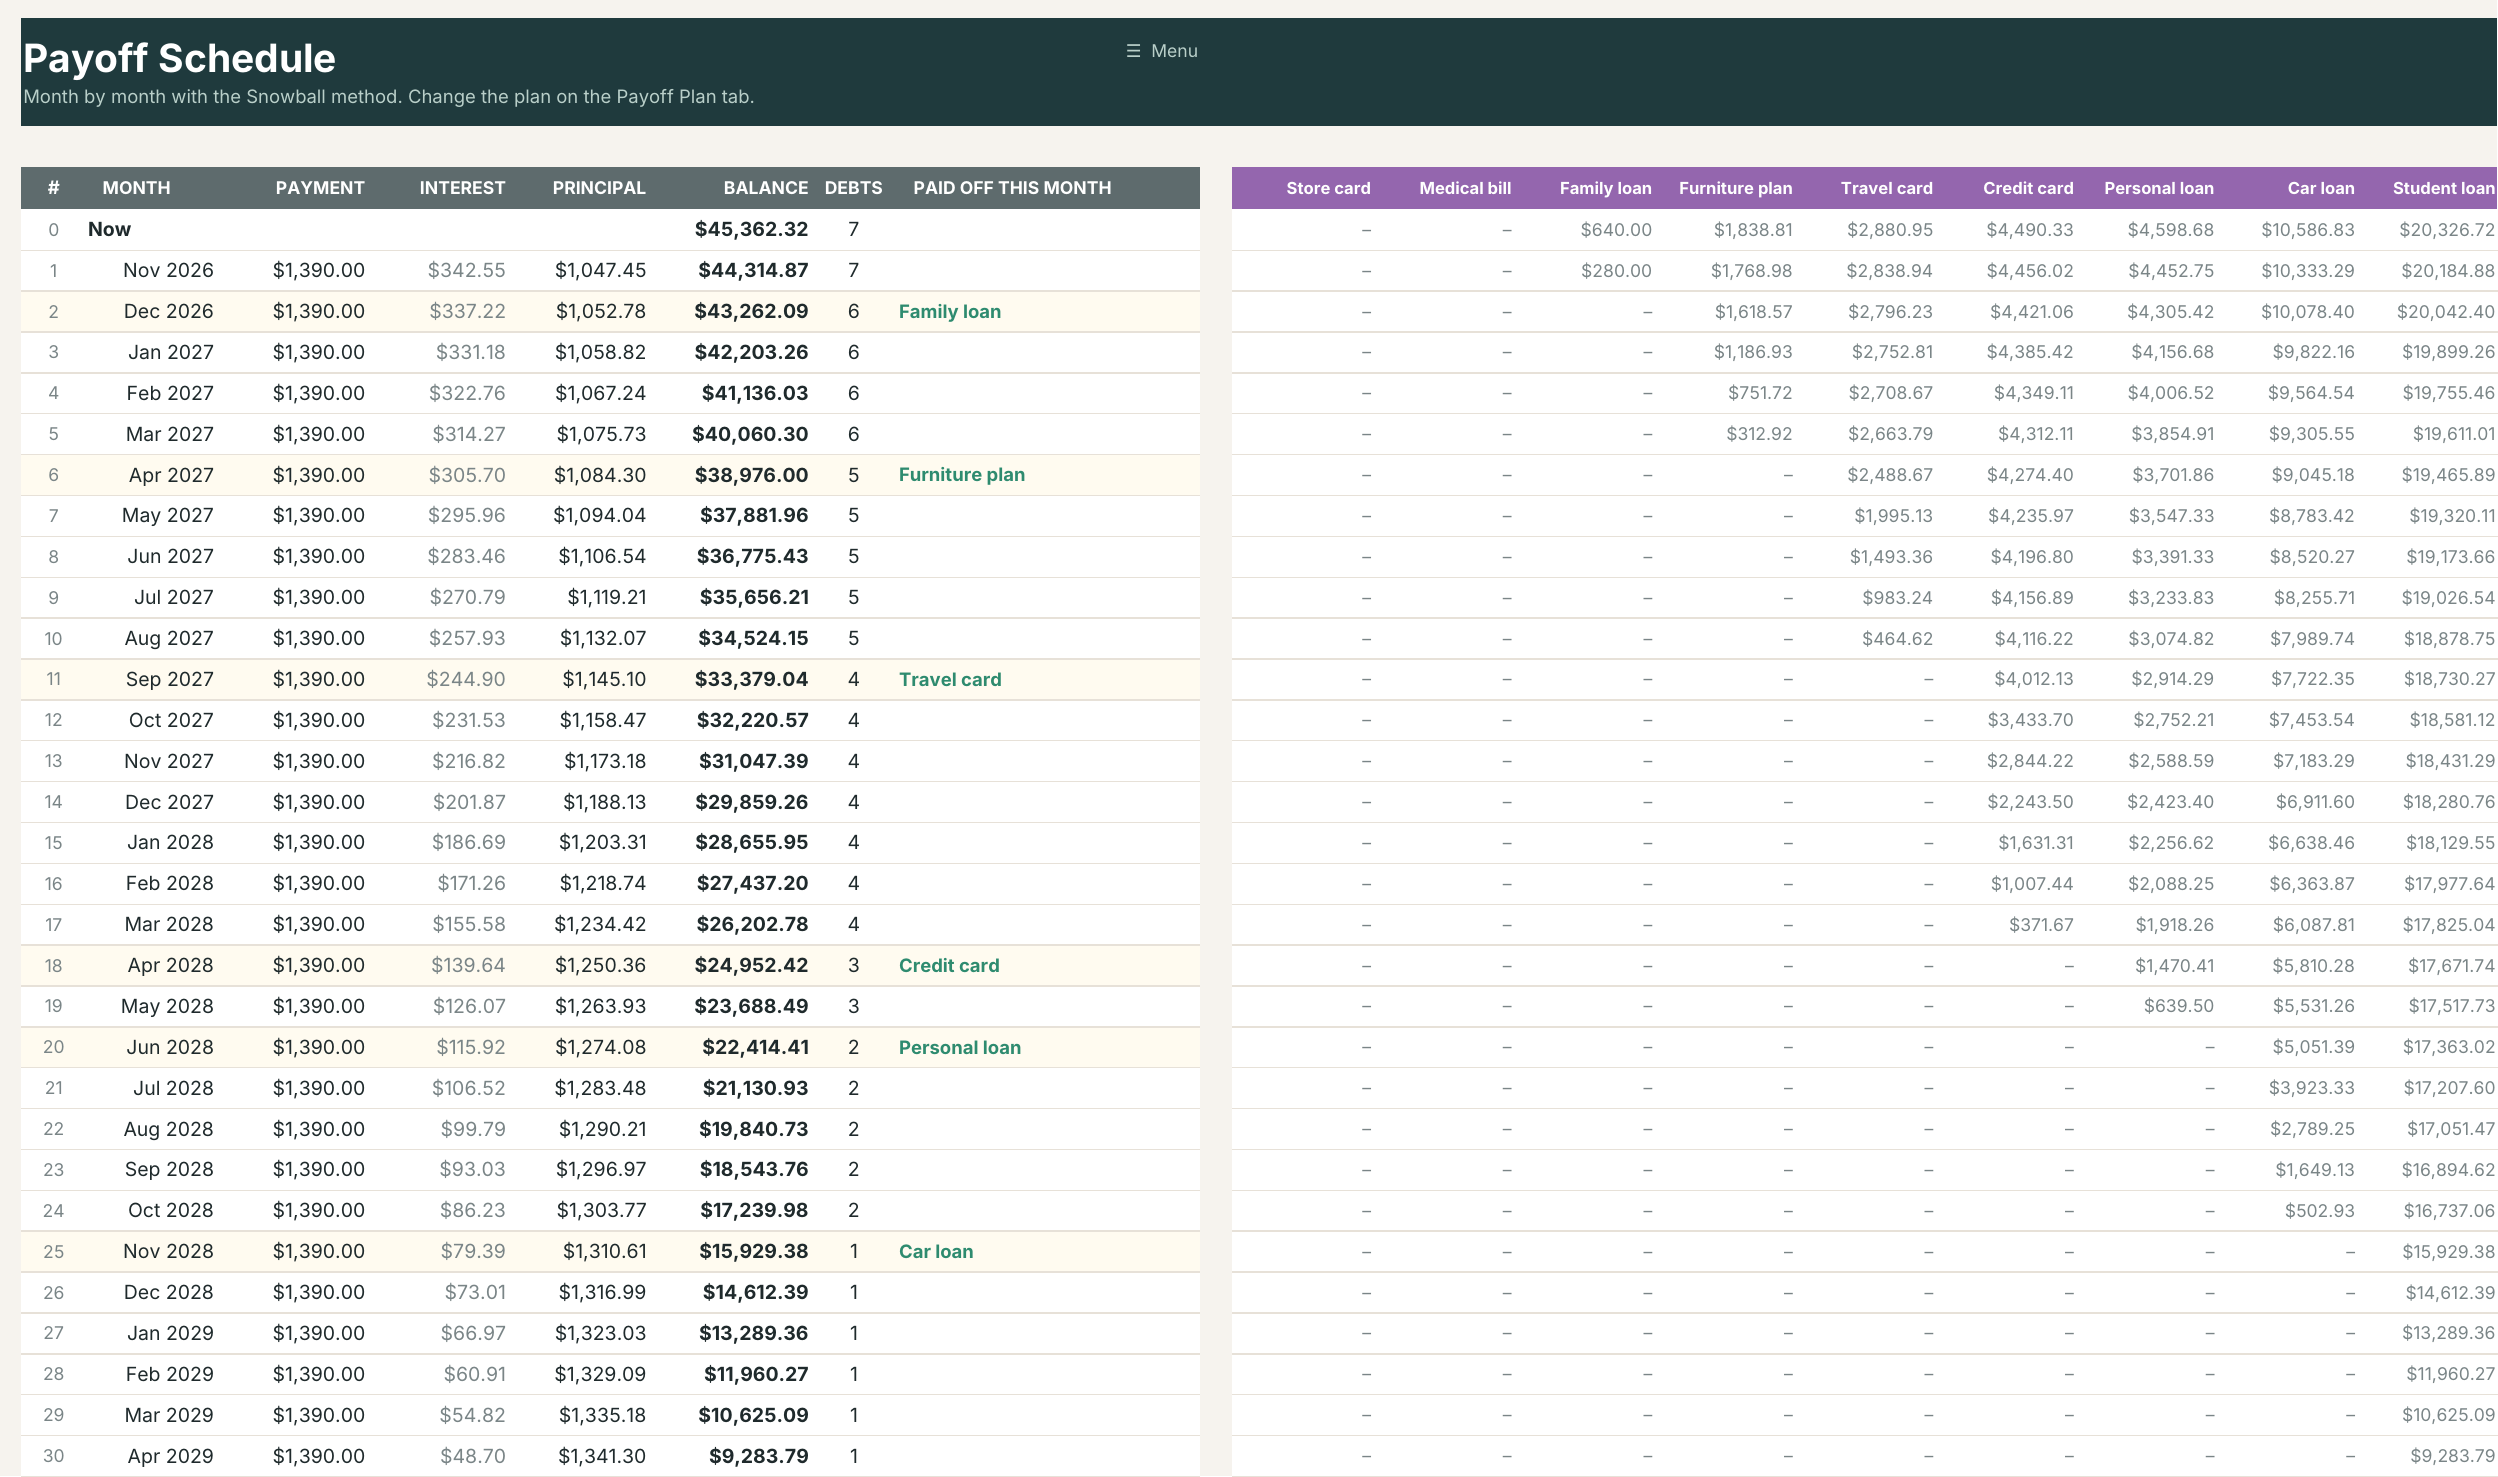 Payoff Schedule
☰ Menu
Month by month with the Snowball method. Change the plan on the Payoff Plan tab.
# MONTH PAYMENT INTEREST PRINCIPAL BALANCE DEBTS PAID OFF THIS MONTH Store card Medical bill Family loan Furniture plan Travel card Credit card Personal loan Car loan Student loan
0 Now $45,362.32 7 – – $640.00 $1,838.81 $2,880.95 $4,490.33 $4,598.68 $10,586.83 $20,326.72
1 Nov 2026 $1,390.00 $342.55 $1,047.45 $44,314.87 7 – – $280.00 $1,768.98 $2,838.94 $4,456.02 $4,452.75 $10,333.29 $20,184.88
2 Dec 2026 $1,390.00 $337.22 $1,052.78 $43,262.09 6 Family loan – – – $1,618.57 $2,796.23 $4,421.06 $4,305.42 $10,078.40 $20,042.40
3 Jan 2027 $1,390.00 $331.18 $1,058.82 $42,203.26 6 – – – $1,186.93 $2,752.81 $4,385.42 $4,156.68 $9,822.16 $19,899.26
4 Feb 2027 $1,390.00 $322.76 $1,067.24 $41,136.03 6 – – – $751.72 $2,708.67 $4,349.11 $4,006.52 $9,564.54 $19,755.46
5 Mar 2027 $1,390.00 $314.27 $1,075.73 $40,060.30 6 – – – $312.92 $2,663.79 $4,312.11 $3,854.91 $9,305.55 $19,611.01
6 Apr 2027 $1,390.00 $305.70 $1,084.30 $38,976.00 5 Furniture plan – – – – $2,488.67 $4,274.40 $3,701.86 $9,045.18 $19,465.89
7 May 2027 $1,390.00 $295.96 $1,094.04 $37,881.96 5 – – – – $1,995.13 $4,235.97 $3,547.33 $8,783.42 $19,320.11
8 Jun 2027 $1,390.00 $283.46 $1,106.54 $36,775.43 5 – – – – $1,493.36 $4,196.80 $3,391.33 $8,520.27 $19,173.66
9 Jul 2027 $1,390.00 $270.79 $1,119.21 $35,656.21 5 – – – – $983.24 $4,156.89 $3,233.83 $8,255.71 $19,026.54
10 Aug 2027 $1,390.00 $257.93 $1,132.07 $34,524.15 5 – – – – $464.62 $4,116.22 $3,074.82 $7,989.74 $18,878.75
11 Sep 2027 $1,390.00 $244.90 $1,145.10 $33,379.04 4 Travel card – – – – – $4,012.13 $2,914.29 $7,722.35 $18,730.27
12 Oct 2027 $1,390.00 $231.53 $1,158.47 $32,220.57 4 – – – – – $3,433.70 $2,752.21 $7,453.54 $18,581.12
13 Nov 2027 $1,390.00 $216.82 $1,173.18 $31,047.39 4 – – – – – $2,844.22 $2,588.59 $7,183.29 $18,431.29
14 Dec 2027 $1,390.00 $201.87 $1,188.13 $29,859.26 4 – – – – – $2,243.50 $2,423.40 $6,911.60 $18,280.76
15 Jan 2028 $1,390.00 $186.69 $1,203.31 $28,655.95 4 – – – – – $1,631.31 $2,256.62 $6,638.46 $18,129.55
16 Feb 2028 $1,390.00 $171.26 $1,218.74 $27,437.20 4 – – – – – $1,007.44 $2,088.25 $6,363.87 $17,977.64
17 Mar 2028 $1,390.00 $155.58 $1,234.42 $26,202.78 4 – – – – – $371.67 $1,918.26 $6,087.81 $17,825.04
18 Apr 2028 $1,390.00 $139.64 $1,250.36 $24,952.42 3 Credit card – – – – – – $1,470.41 $5,810.28 $17,671.74
19 May 2028 $1,390.00 $126.07 $1,263.93 $23,688.49 3 – – – – – – $639.50 $5,531.26 $17,517.73
20 Jun 2028 $1,390.00 $115.92 $1,274.08 $22,414.41 2 Personal loan – – – – – – – $5,051.39 $17,363.02
21 Jul 2028 $1,390.00 $106.52 $1,283.48 $21,130.93 2 – – – – – – – $3,923.33 $17,207.60
22 Aug 2028 $1,390.00 $99.79 $1,290.21 $19,840.73 2 – – – – – – – $2,789.25 $17,051.47
23 Sep 2028 $1,390.00 $93.03 $1,296.97 $18,543.76 2 – – – – – – – $1,649.13 $16,894.62
24 Oct 2028 $1,390.00 $86.23 $1,303.77 $17,239.98 2 – – – – – – – $502.93 $16,737.06
25 Nov 2028 $1,390.00 $79.39 $1,310.61 $15,929.38 1 Car loan – – – – – – – – $15,929.38
26 Dec 2028 $1,390.00 $73.01 $1,316.99 $14,612.39 1 – – – – – – – – $14,612.39
27 Jan 2029 $1,390.00 $66.97 $1,323.03 $13,289.36 1 – – – – – – – – $13,289.36
28 Feb 2029 $1,390.00 $60.91 $1,329.09 $11,960.27 1 – – – – – – – – $11,960.27
29 Mar 2029 $1,390.00 $54.82 $1,335.18 $10,625.09 1 – – – – – – – – $10,625.09
30 Apr 2029 $1,390.00 $48.70 $1,341.30 $9,283.79 1 – – – – – – – – $9,283.79